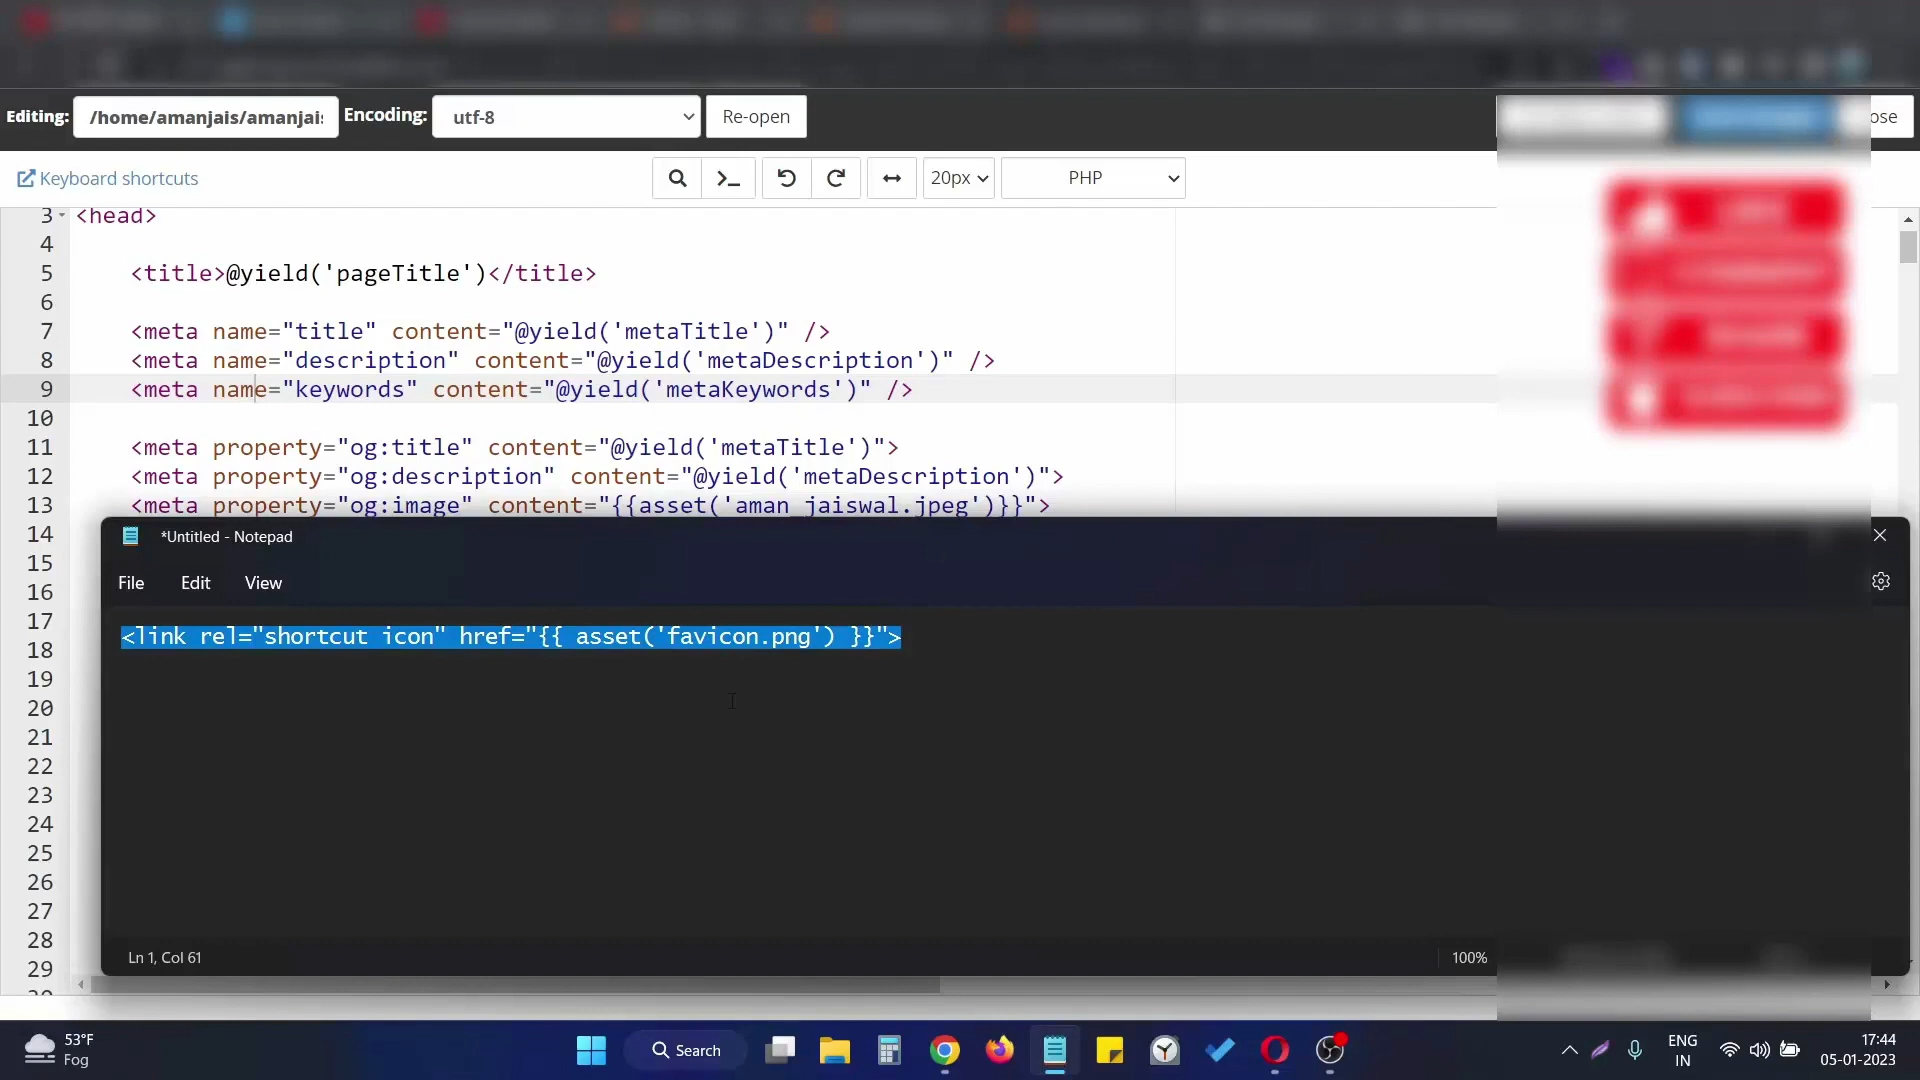 Editing: /home/amanjais/amanjai: Encoding: utf-8 Re-open ose
Keyboard shortcuts 20px PHP
3 <head>
4
5 <title>@yield('pageTitle')</title>
6
7 <meta name="title" content="@yield('metaTitle')" />
8 <meta name="description" content="@yield('metaDescription')" />
9 <meta name="keywords" content="@yield('metaKeywords')" />
10
11 <meta property="og:title" content="@yield('metaTitle')">
12 <meta property="og:description" content="@yield('metaDescription')">
13 <meta property="og:image" content="{{asset('aman_jaiswal.jpeg')}}">
14
*Untitled - Notepad
15
File Edit View
16
17
<link rel="shortcut icon" href="{{ asset('favicon.png') }}">
18
19
20
21
22
23
24
25
26
27
28
Ln 1, Col 61 100%
29
53°F
Fog
Search
ENG
IN
17:44
05-01-2023